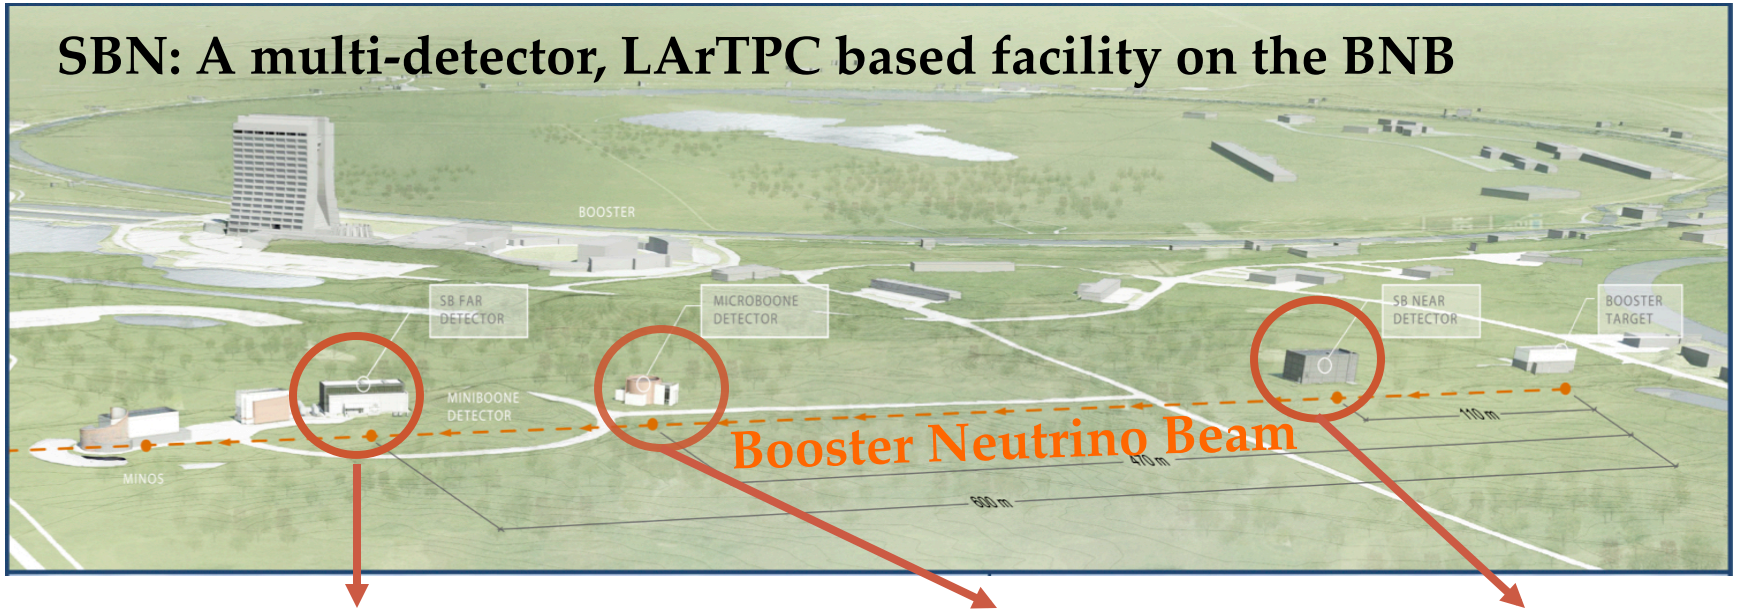 SBN: A multi-detector, LArTPC based facility on the BNB
BOOSTER
SB FAR
DETECTOR
MICROBOONE
DETECTOR
SB NEAR
DETECTOR
BOOSTER
TARGET
MINIBOONE
DETECTOR
110 m
Booster Neutrino Beam
470 m
MINOS
600 m